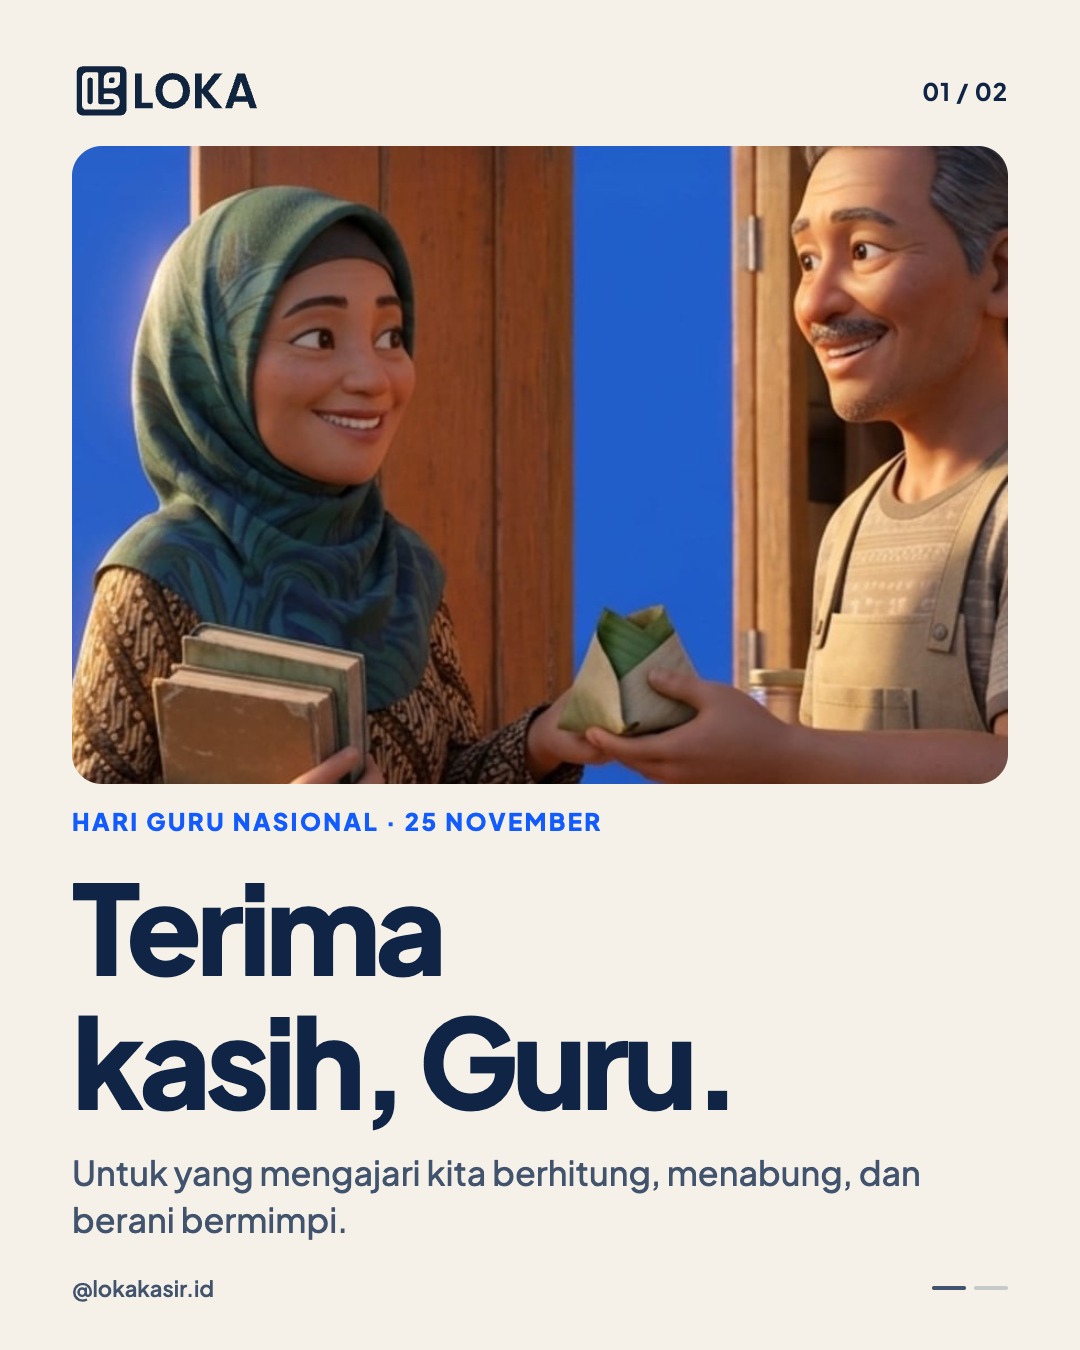 LOKA
01 / 02
HARI GURU NASIONAL · 25 NOVEMBER
Terima
kasih, Guru.
Untuk yang mengajari kita berhitung, menabung, dan
berani bermimpi.
@lokakasir.id